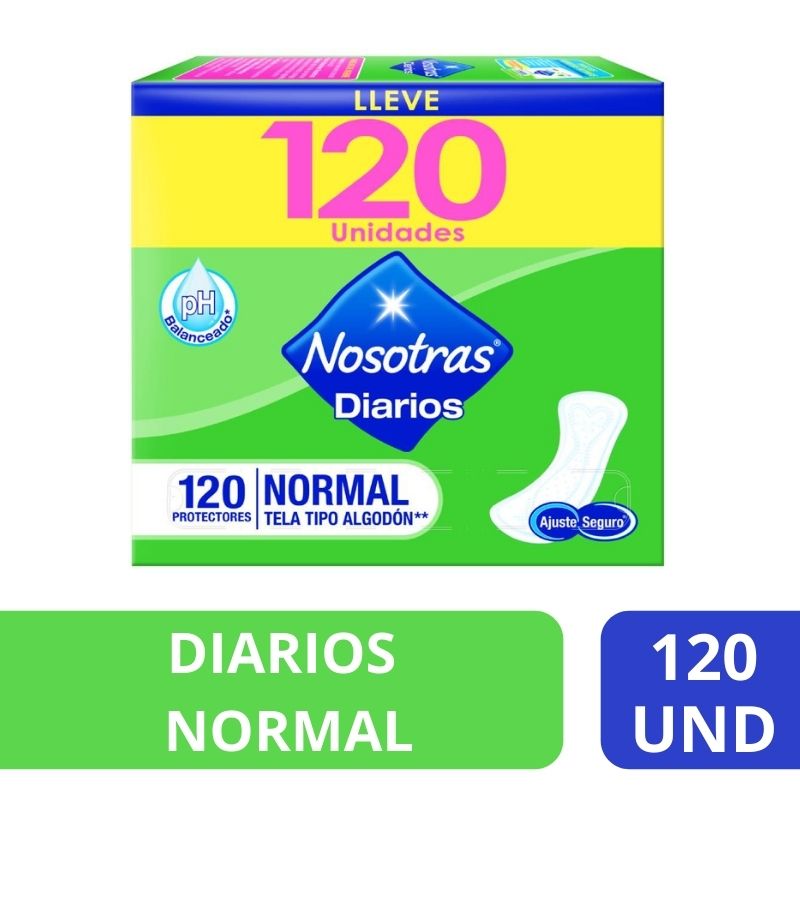 LLEVE
120
Unidades
pH
Balanceado*
Nosotras®
Diarios
120
PROTECTORES
NORMAL
TELA TIPO ALGODÓN**
Ajuste Seguro
DIARIOS
NORMAL
120
UND